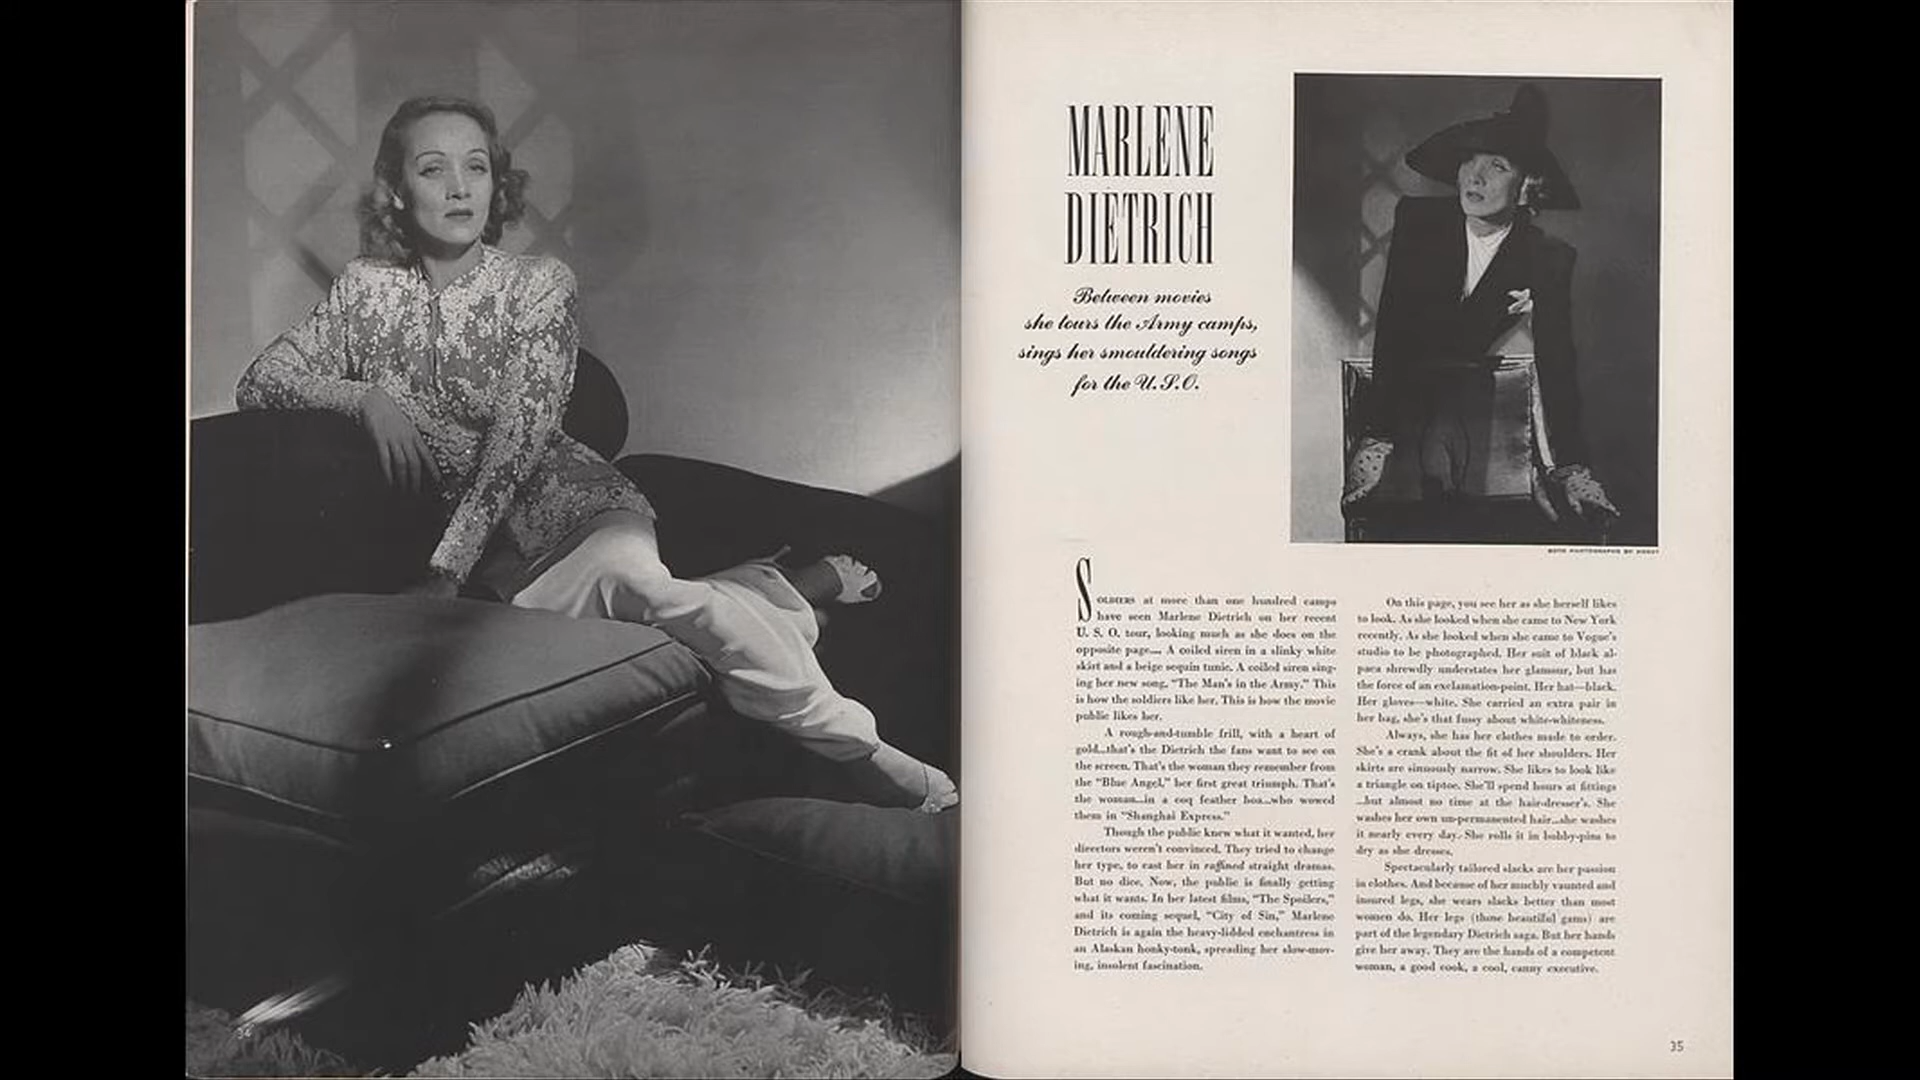 MARLENE
DIETRICH
Between movies
she tours the Army camps,
sings her smouldering songs
for the U.S.O.
BOTH PHOTOGRAPHS BY HORST
SOLDIERS at more than one hundred camps
have seen Marlene Dietrich on her recent
U. S. O. tour, looking much as she does on the
opposite page.... A coiled siren in a slinky white
skirt and a beige sequin tunic. A coiled siren sing-
ing her new song, "The Man's in the Army." This
is how the soldiers like her. This is how the movie
public likes her.
A rough-and-tumble frill, with a heart of
gold...that's the Dietrich the fans want to see on
the screen. That's the woman they remember from
the "Blue Angel," her first great triumph. That's
the woman...in a coq feather boa...who wowed
them in "Shanghai Express."
Though the public knew what it wanted, her
directors weren't convinced. They tried to change
her type, to cast her in raffined straight dramas.
But no dice. Now, the public is finally getting
what it wants. In her latest films, "The Spoilers,"
and its coming sequel, "City of Sin," Marlene
Dietrich is again the heavy-lidded enchantress in
an Alaskan honky-tonk, spreading her slow-mov-
ing, insolent fascination.
On this page, you see her as she herself likes
to look. As she looked when she came to New York
recently. As she looked when she came to Vogue's
studio to be photographed. Her suit of black al-
paca shrewdly understates her glamour, but has
the force of an exclamation-point. Her hat—black.
Her gloves—white. She carried an extra pair in
her bag, she's that fussy about white-whiteness.
Always, she has her clothes made to order.
She's a crank about the fit of her shoulders. Her
skirts are sinuously narrow. She likes to look like
a triangle on tiptoe. She'll spend hours at fittings
...but almost no time at the hair-dresser's. She
washes her own un-permanented hair...she washes
it nearly every day. She rolls it in bobby-pins to
dry as she dresses.
Spectacularly tailored slacks are her passion
in clothes. And because of her muchly vaunted and
insured legs, she wears slacks better than most
women do. Her legs (those beautiful gams) are
part of the legendary Dietrich saga. But her hands
give her away. They are the hands of a competent
woman, a good cook, a cool, canny executive.
34
35